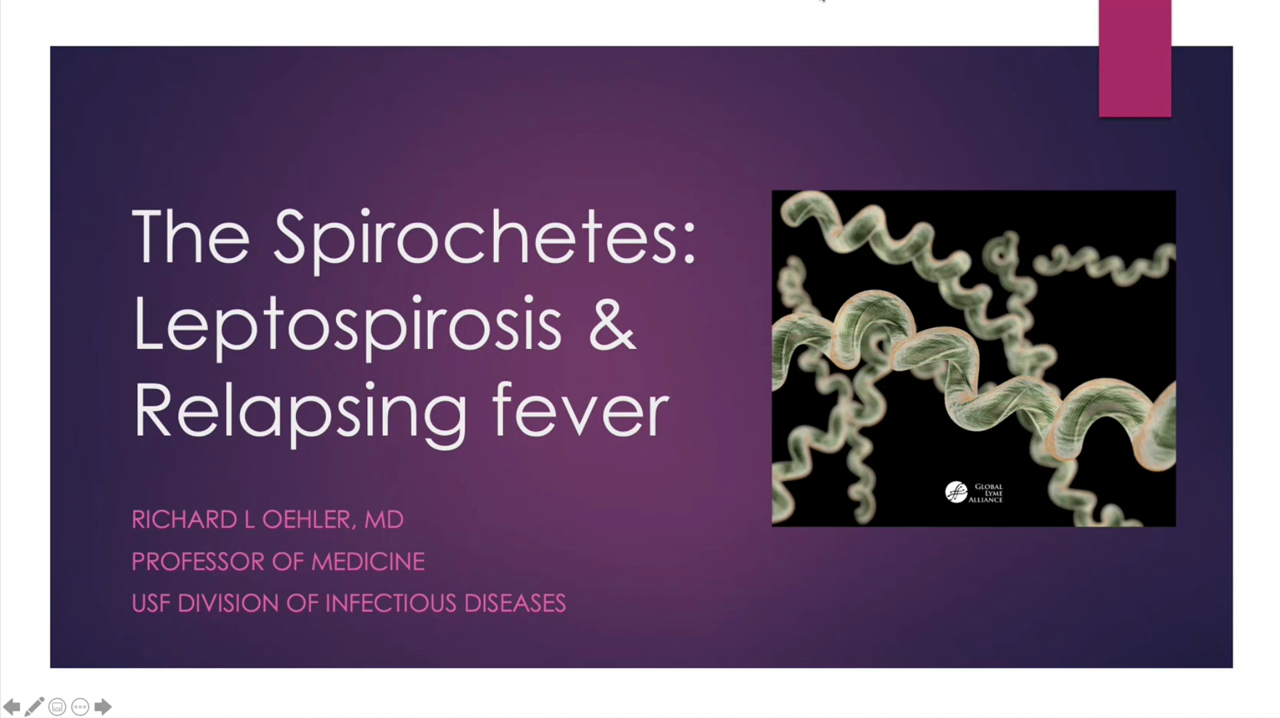 The Spirochetes:
Leptospirosis &
Relapsing fever
RICHARD L OEHLER, MD
PROFESSOR OF MEDICINE
USF DIVISION OF INFECTIOUS DISEASES
GLOBAL
LYME
ALLIANCE